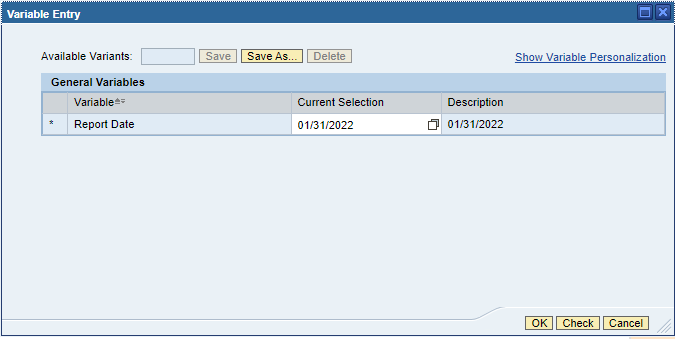 Variable Entry
Available Variants: Save Save As... Delete Show Variable Personalization
General Variables
Variable Current Selection Description
* Report Date 01/31/2022 01/31/2022
OK Check Cancel